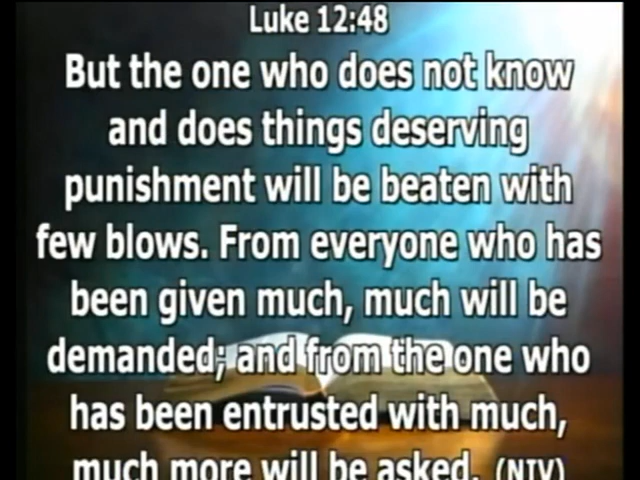 Luke 12:48
But the one who does not know
and does things deserving
punishment will be beaten with
few blows. From everyone who has
been given much, much will be
demanded; and from the one who
has been entrusted with much,
much more will be asked. (NIV)